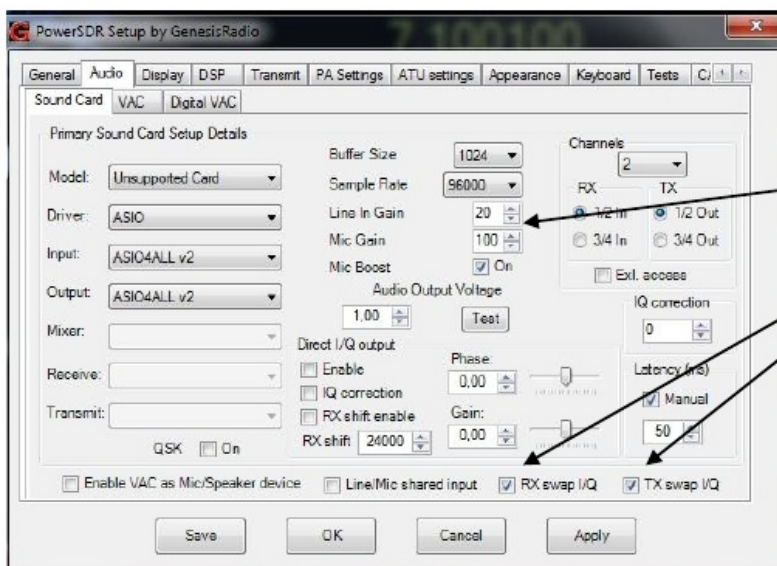 PowerSDR Setup by GenesisRadio
7.100100
General Audio Display DSP Transmit PA Settings ATU settings Appearance Keyboard Tests
Sound Card VAC Digital VAC
Primary Sound Card Setup Details
Model: Unsupported Card
Driver: ASIO
Input: ASIO4ALL v2
Output: ASIO4ALL v2
Mixer:
Receive:
Transmit:
QSK On
Buffer Size 1024
Sample Rate 96000
Line In Gain 20
Mic Gain 100
Mic Boost On
Audio Output Voltage
1,00 Test
Direct I/Q output
Enable
IQ correction
RX shift enable
RX shift 24000
Phase:
0,00
Gain:
0,00
Channels
2
RX TX
1/2 In 1/2 Out
3/4 In 3/4 Out
Exl. access
IQ correction
0
Latency (ms)
Manual
50
Enable VAC as Mic/Speaker device Line/Mic shared input RX swap I/Q TX swap I/Q
Save OK Cancel Apply